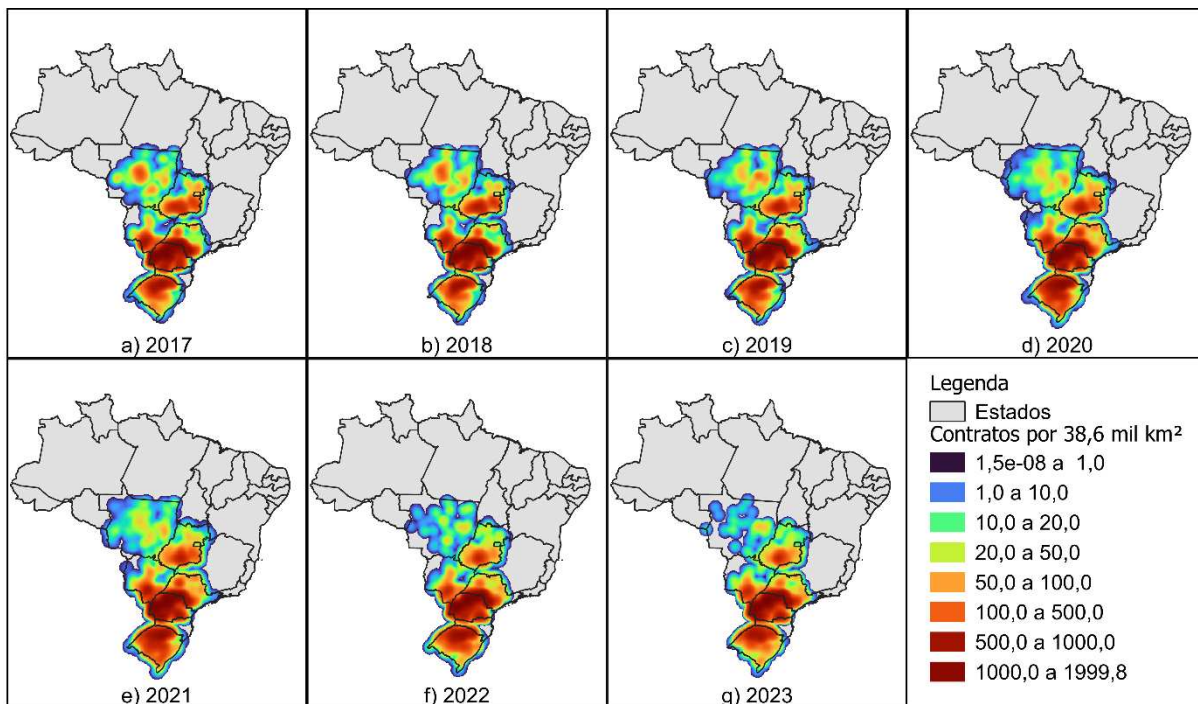 a) 2017
b) 2018
c) 2019
d) 2020
e) 2021
f) 2022
g) 2023
Legenda
Estados
Contratos por 38,6 mil km²
1,5e-08 a 1,0
1,0 a 10,0
10,0 a 20,0
20,0 a 50,0
50,0 a 100,0
100,0 a 500,0
500,0 a 1000,0
1000,0 a 1999,8